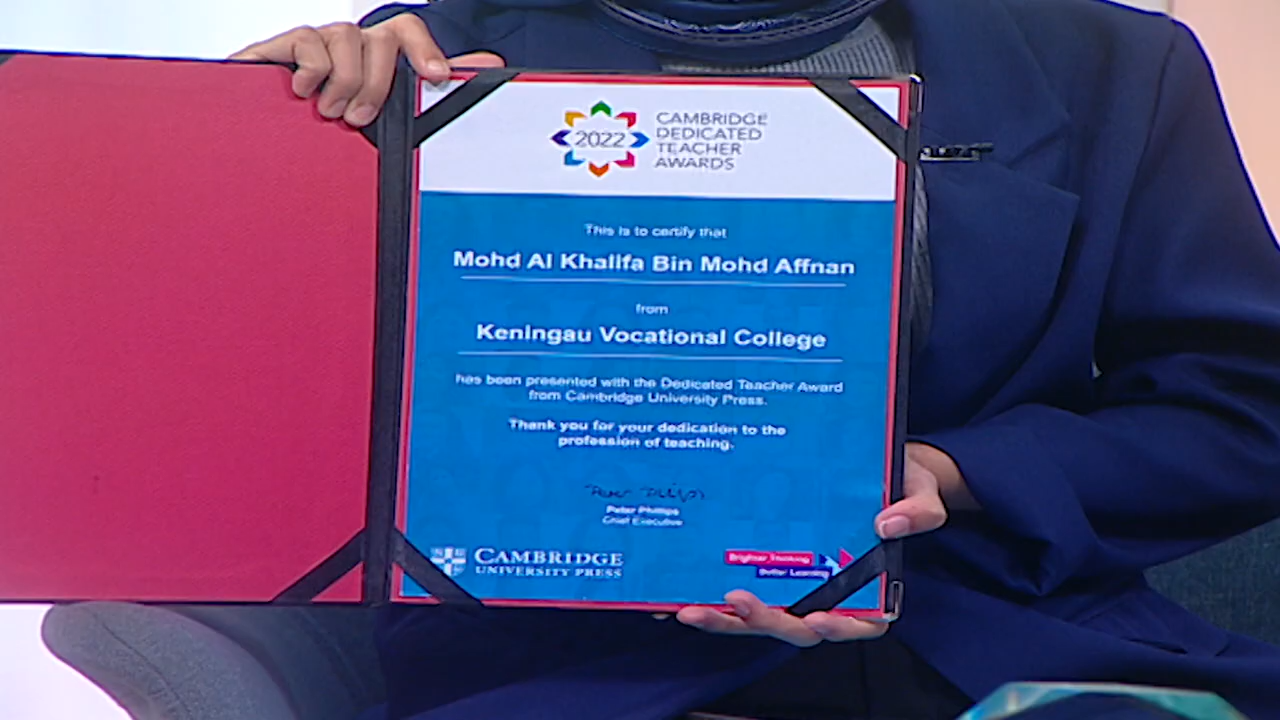 2022
CAMBRIDGE
DEDICATED
TEACHER
AWARDS
This is to certify that
Mohd Al Khalifa Bin Mohd Affnan
from
Keningau Vocational College
has been presented with the Dedicated Teacher Award
from Cambridge University Press.
Thank you for your dedication to the
profession of teaching.
Peter Phillips
Chief Executive
CAMBRIDGE
UNIVERSITY PRESS
Brighter Thinking
Better Learning